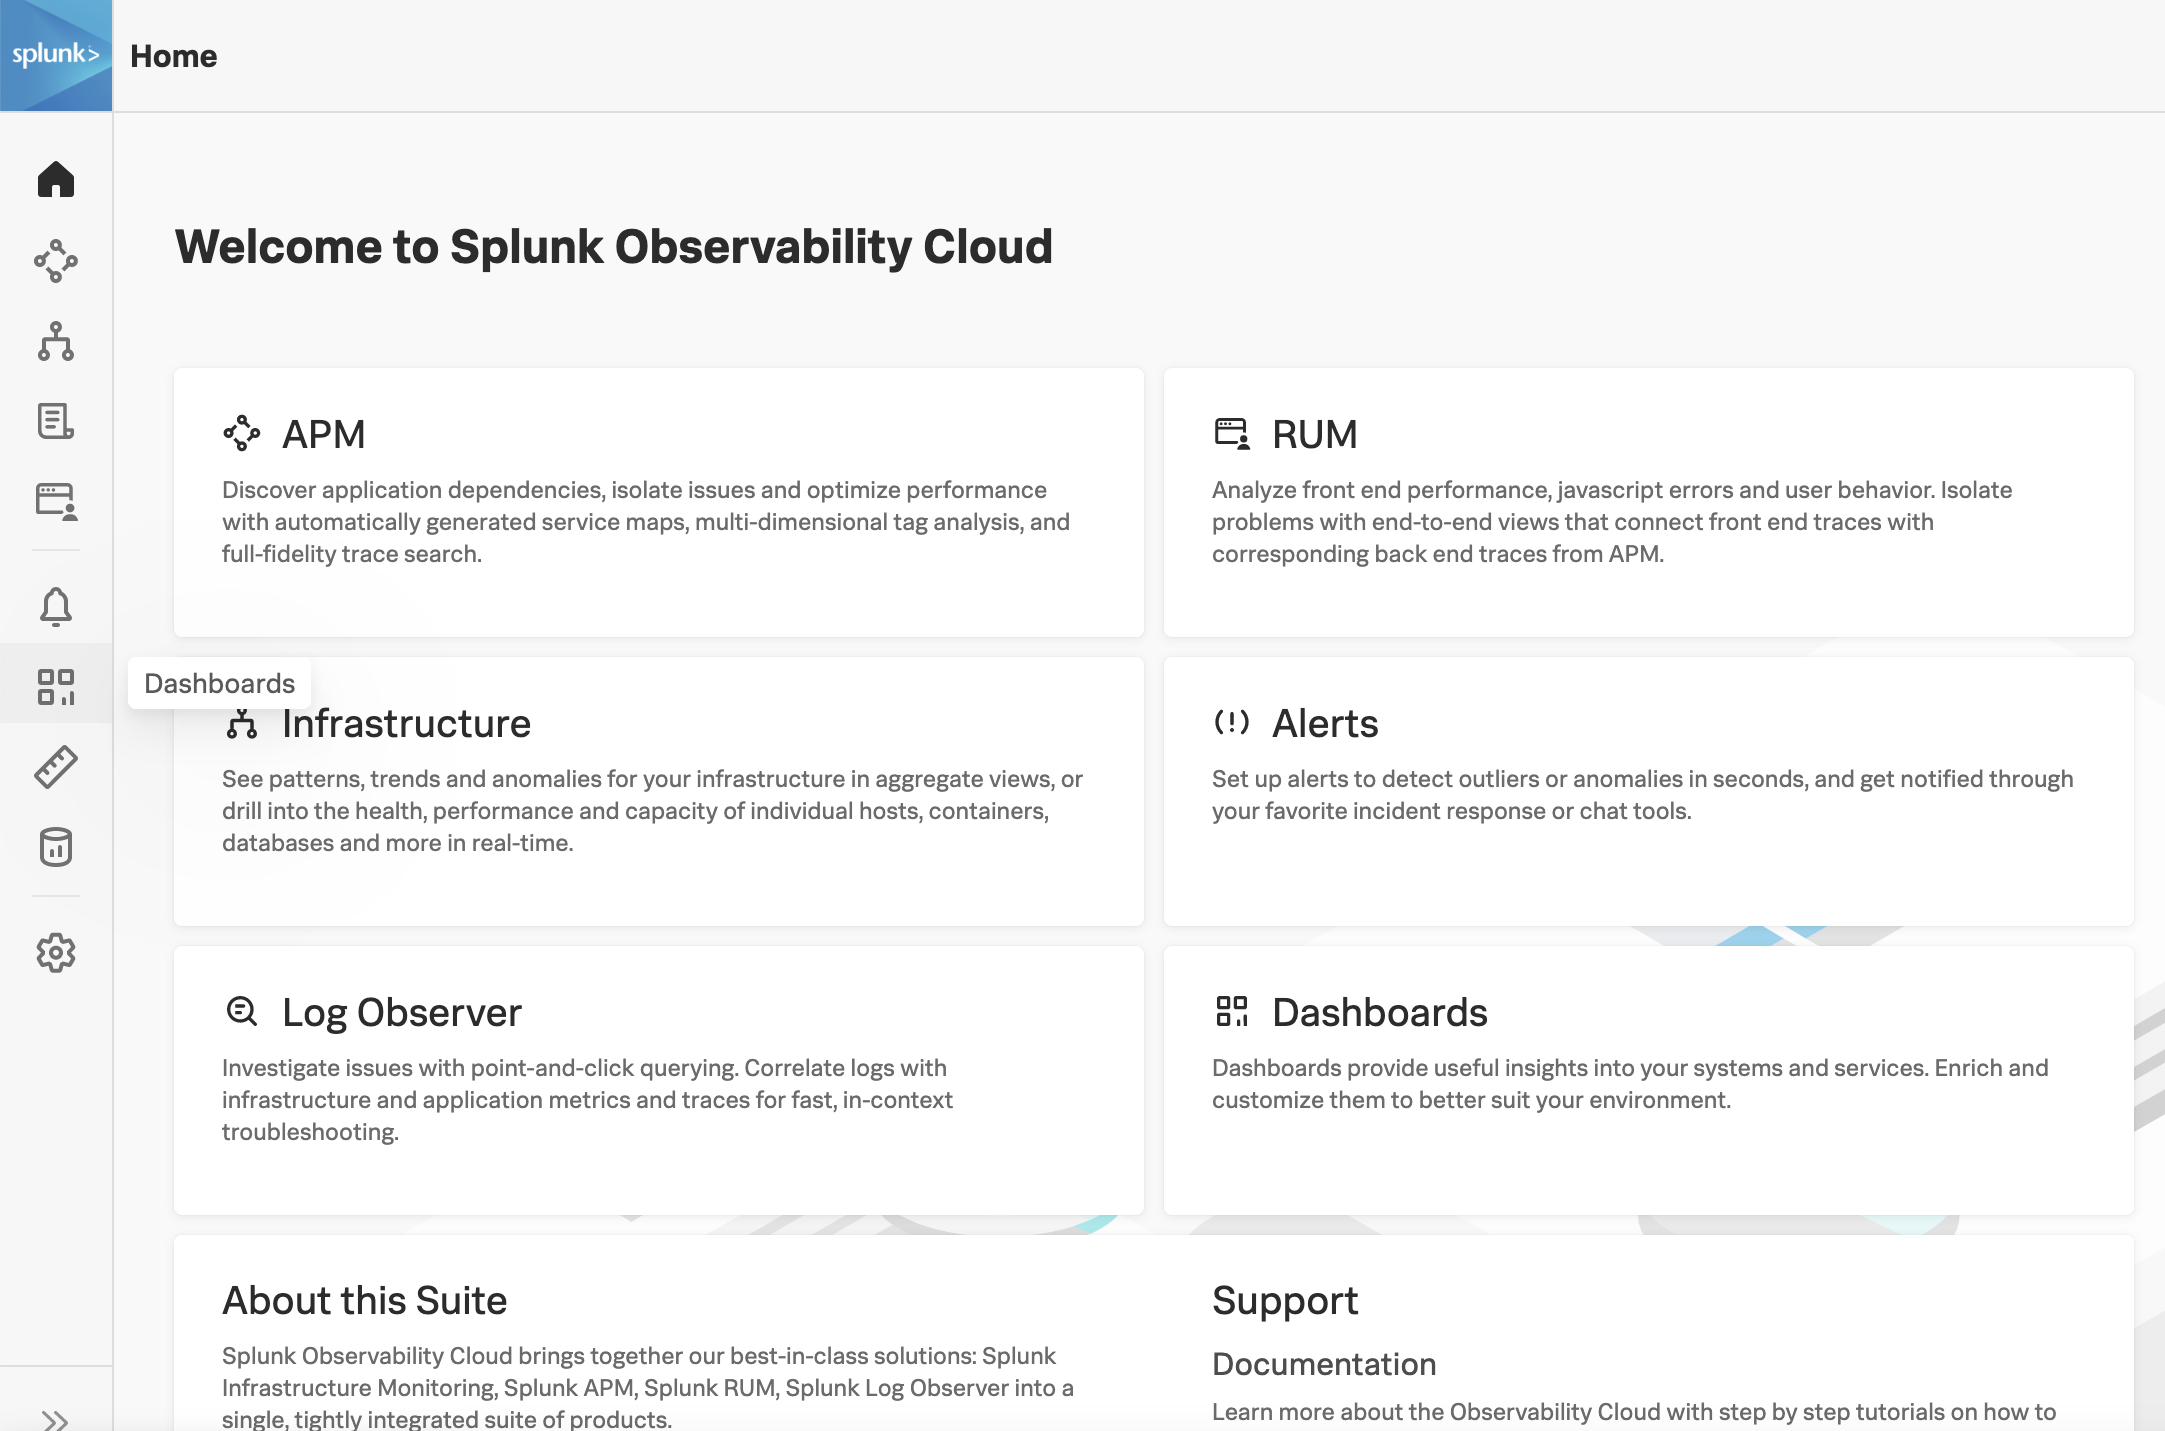 splunk>
Home
Welcome to Splunk Observability Cloud
APM
Discover application dependencies, isolate issues and optimize performance
with automatically generated service maps, multi-dimensional tag analysis, and
full-fidelity trace search.
RUM
Analyze front end performance, javascript errors and user behavior. Isolate
problems with end-to-end views that connect front end traces with
corresponding back end traces from APM.
Dashboards
Infrastructure
See patterns, trends and anomalies for your infrastructure in aggregate views, or
drill into the health, performance and capacity of individual hosts, containers,
databases and more in real-time.
Alerts
Set up alerts to detect outliers or anomalies in seconds, and get notified through
your favorite incident response or chat tools.
Log Observer
Investigate issues with point-and-click querying. Correlate logs with
infrastructure and application metrics and traces for fast, in-context
troubleshooting.
Dashboards
Dashboards provide useful insights into your systems and services. Enrich and
customize them to better suit your environment.
About this Suite
Splunk Observability Cloud brings together our best-in-class solutions: Splunk
Infrastructure Monitoring, Splunk APM, Splunk RUM, Splunk Log Observer into a
single, tightly integrated suite of products.
Support
Documentation
Learn more about the Observability Cloud with step by step tutorials on how to